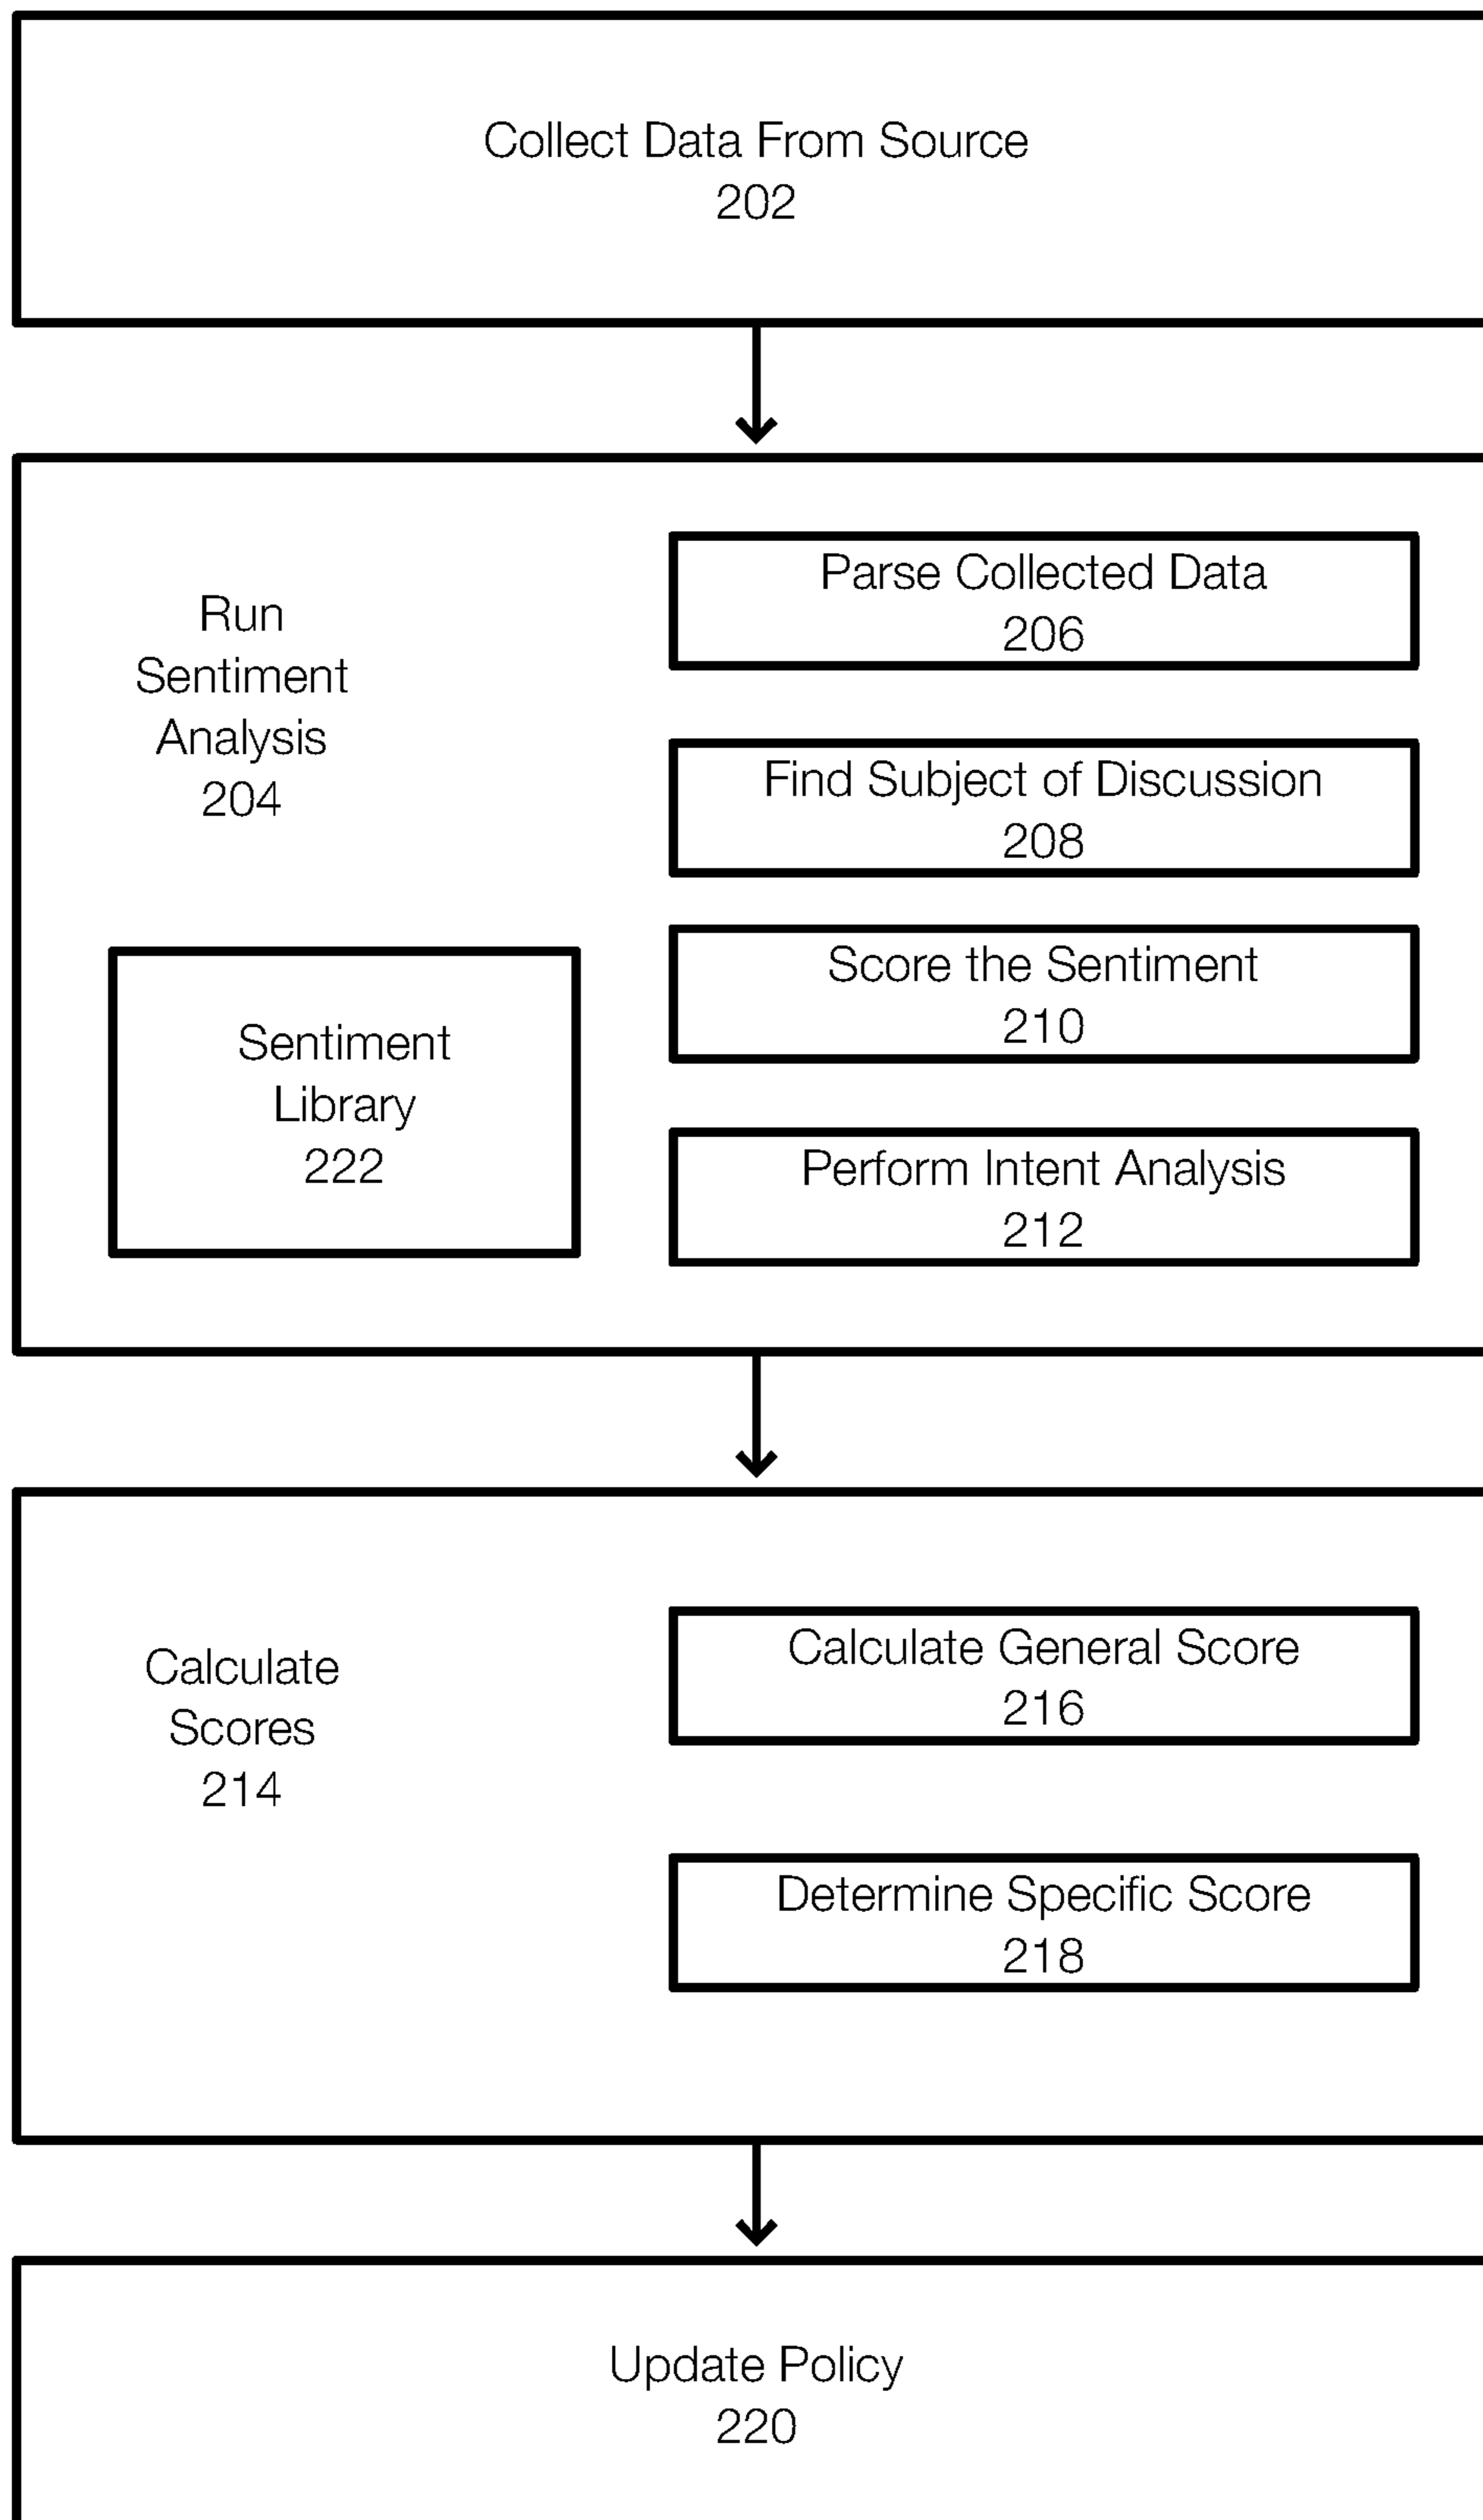 Collect Data From Source
202
Run
Sentiment
Analysis
204
Sentiment
Library
222
Parse Collected Data
206
Find Subject of Discussion
208
Score the Sentiment
210
Perform Intent Analysis
212
Calculate
Scores
214
Calculate General Score
216
Determine Specific Score
218
Update Policy
220